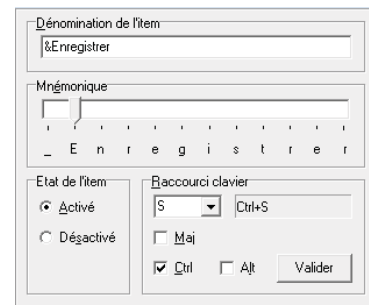 Dénomination de l'item
&Enregistrer
Mnémonique
_ E n r e g i s t r e r
Etat de l'item
Activé
Désactivé
Raccourci clavier
S Ctrl+S
Maj
Ctrl Alt Valider